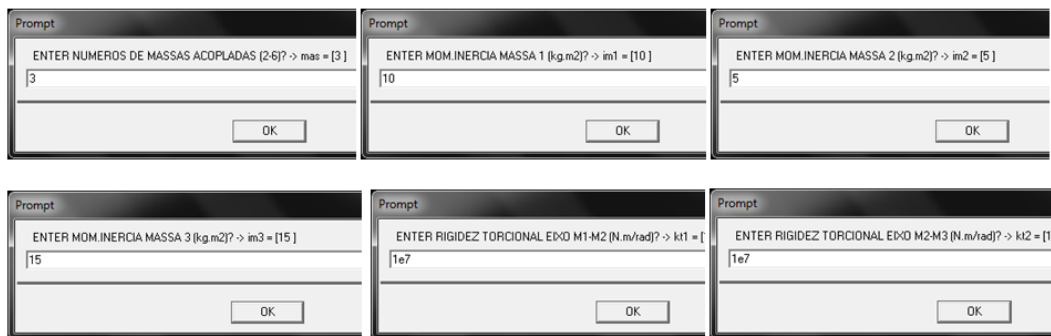 Prompt
ENTER NUMEROS DE MASSAS ACOPLADAS (2-6)? -> mas = [3 ]
3
OK
Prompt
ENTER MOM.INERCIA MASSA 1 (kg.m2)? -> im1 = [10 ]
10
OK
Prompt
ENTER MOM.INERCIA MASSA 2 (kg.m2)? -> im2 = [5 ]
5
OK
Prompt
ENTER MOM.INERCIA MASSA 3 (kg.m2)? -> im3 = [15 ]
15
OK
Prompt
ENTER RIGIDEZ TORCIONAL EIXO M1-M2 (N.m/rad)? -> kt1 = [
1e7
OK
Prompt
ENTER RIGIDEZ TORCIONAL EIXO M2-M3 (N.m/rad)? -> kt2 = [1
1e7
OK